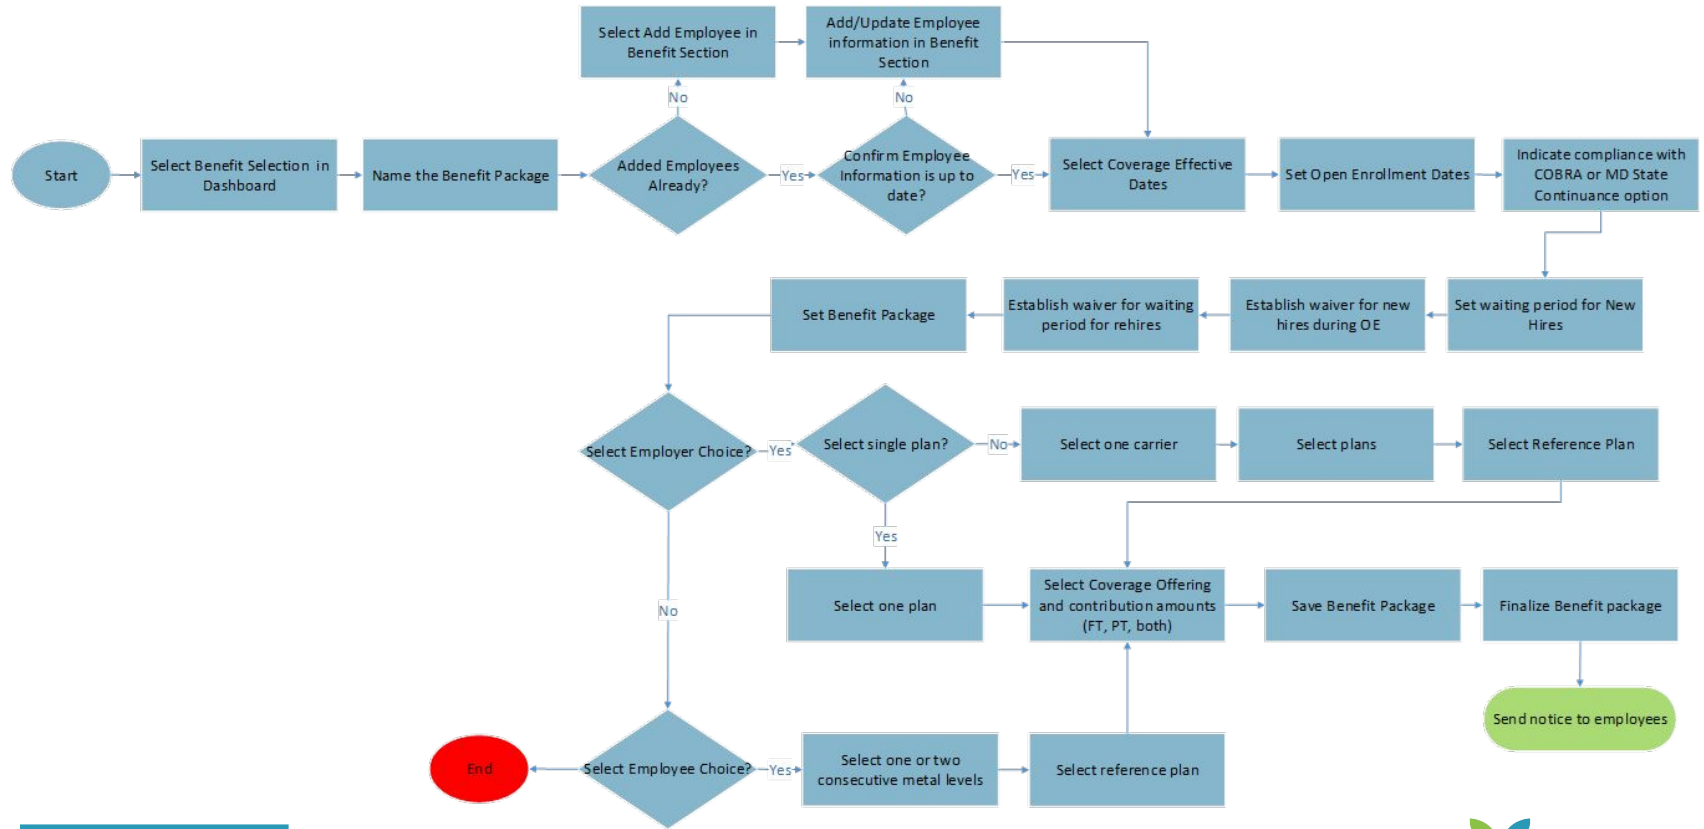 Select Add Employee in
Benefit Section
Add/Update Employee
information in Benefit
Section
No
No
Start
Select Benefit Selection in
Dashboard
Name the Benefit Package
Added Employees
Already?
Yes
Confirm Employee
Information is up to
date?
Yes
Select Coverage Effective
Dates
Set Open Enrollment Dates
Indicate compliance with
COBRA or MD State
Continuance option
Set Benefit Package
Establish waiver for waiting
period for rehires
Establish waiver for new
hires during OE
Set waiting period for New
Hires
Select Employer Choice?
Yes
Select single plan?
No
Select one carrier
Select plans
Select Reference Plan
Yes
No
Select one plan
Select Coverage Offering
and contribution amounts
(FT, PT, both)
Save Benefit Package
Finalize Benefit package
Send notice to employees
End
Select Employee Choice?
Yes
Select one or two
consecutive metal levels
Select reference plan